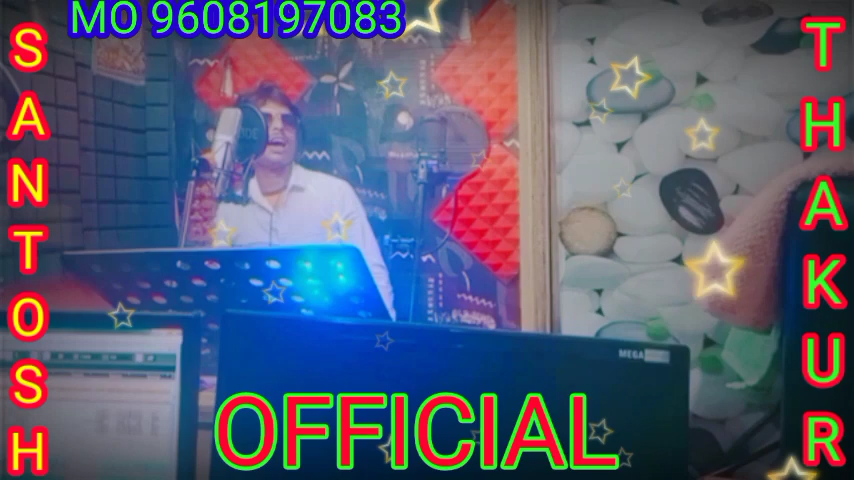 MO 9608197083
SANTOSH
THAKUR
OFFICIAL
MEGA